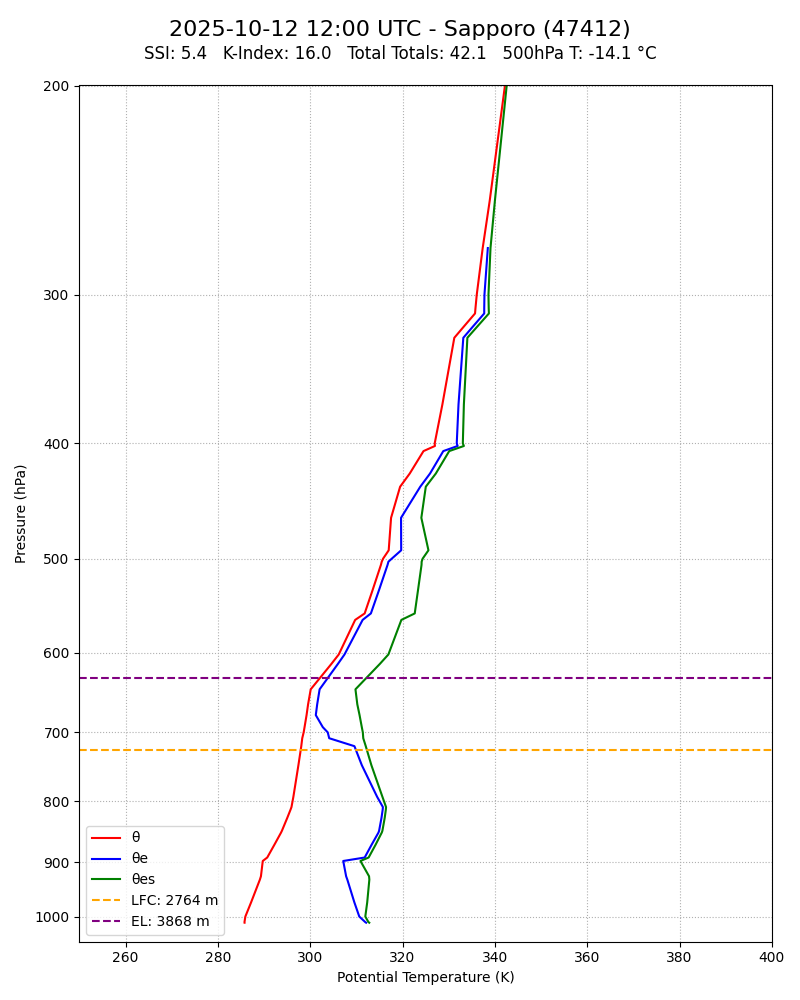 2025-10-12 12:00 UTC - Sapporo (47412)
SSI: 5.4   K-Index: 16.0   Total Totals: 42.1   500hPa T: -14.1 °C
200
300
400
500
600
700
800
900
1000
Pressure (hPa)
θ
θe
θes
LFC: 2764 m
EL: 3868 m
260
280
300
320
340
360
380
400
Potential Temperature (K)